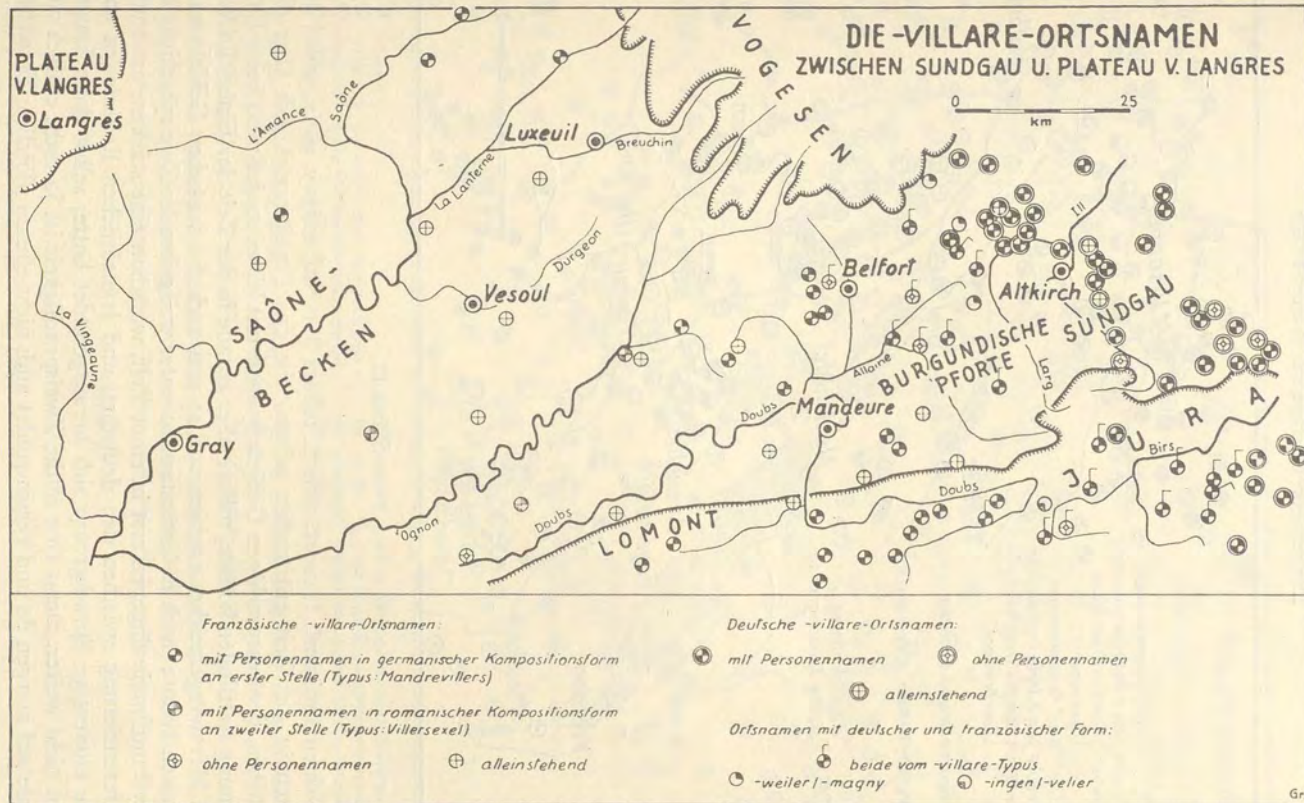 DIE-VILLARE-ORTSNAMEN
ZWISCHEN SUNDGAU U. PLATEAU V. LANGRES
0 25
km
PLATEAU
V. LANGRES
Langres
L'Amance
Saône
Luxeuil
Breuchin
La Lanterne
VOGESEN
Durgeon
Vesoul
Belfort
Ill
Altkirch
SUNDGAU
La Vingeaune
SAÔNE-
BECKEN
BURGUNDISCHE
PFORTE
Allaine
Larg
Gray
Doubs
Mandeure
JURA
Birs
Ognon
Doubs
LOMONT
Doubs
Französische -villare-Ortsnamen:
mit Personennamen in germanischer Kompositionsform
an erster Stelle (Typus: Mandrevillers)
mit Personennamen in romanischer Kompositionsform
an zweiter Stelle (Typus: Villersexel)
ohne Personennamen alleinstehend
Deutsche -villare-Ortsnamen:
mit Personennamen ohne Personennamen
alleinstehend
Ortsnamen mit deutscher und französischer Form:
beide vom -villare-Typus
-weiler/-magny -ingen/-velier
Gr